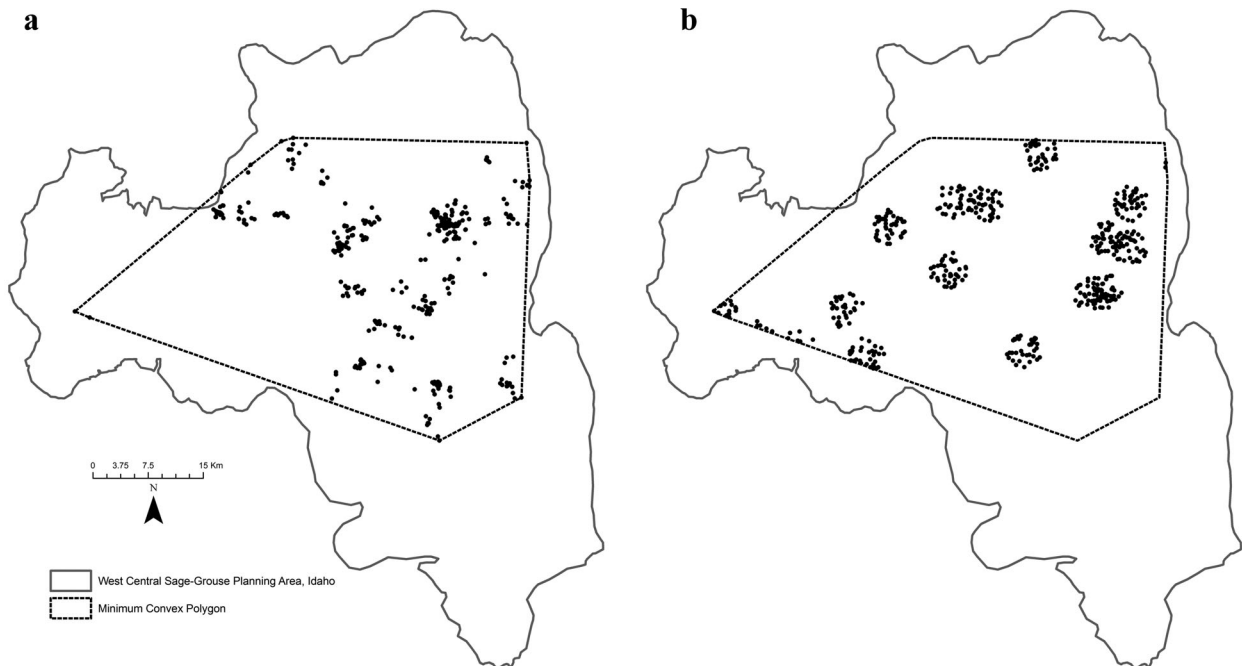 a
b
0 3.75 7.5 15 Km
N
West Central Sage-Grouse Planning Area, Idaho
Minimum Convex Polygon